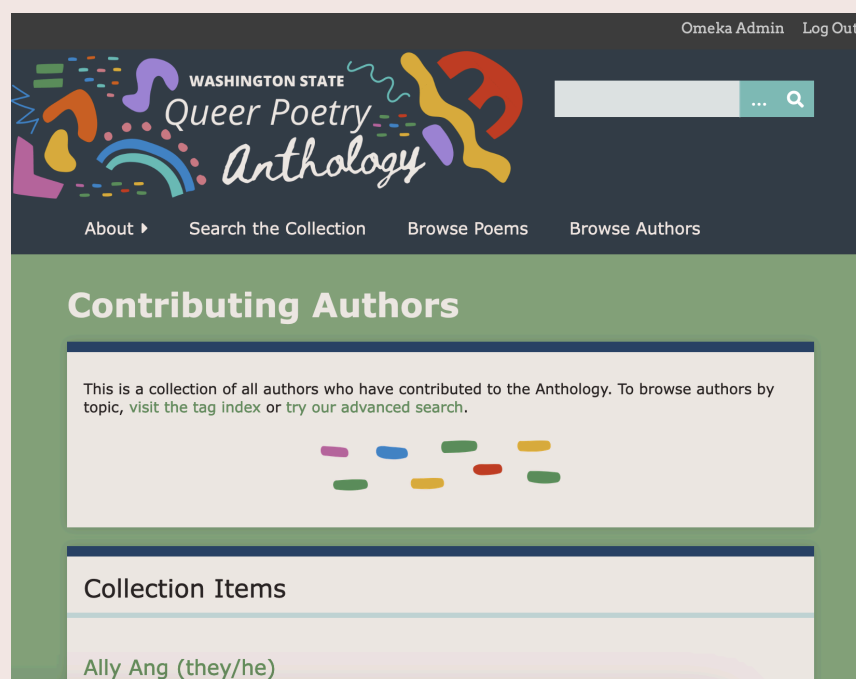 Omeka Admin Log Out
WASHINGTON STATE
Queer Poetry
Anthology
...
About Search the Collection Browse Poems Browse Authors
Contributing Authors
This is a collection of all authors who have contributed to the Anthology. To browse authors by
topic, visit the tag index or try our advanced search.
Collection Items
Ally Ang (they/he)